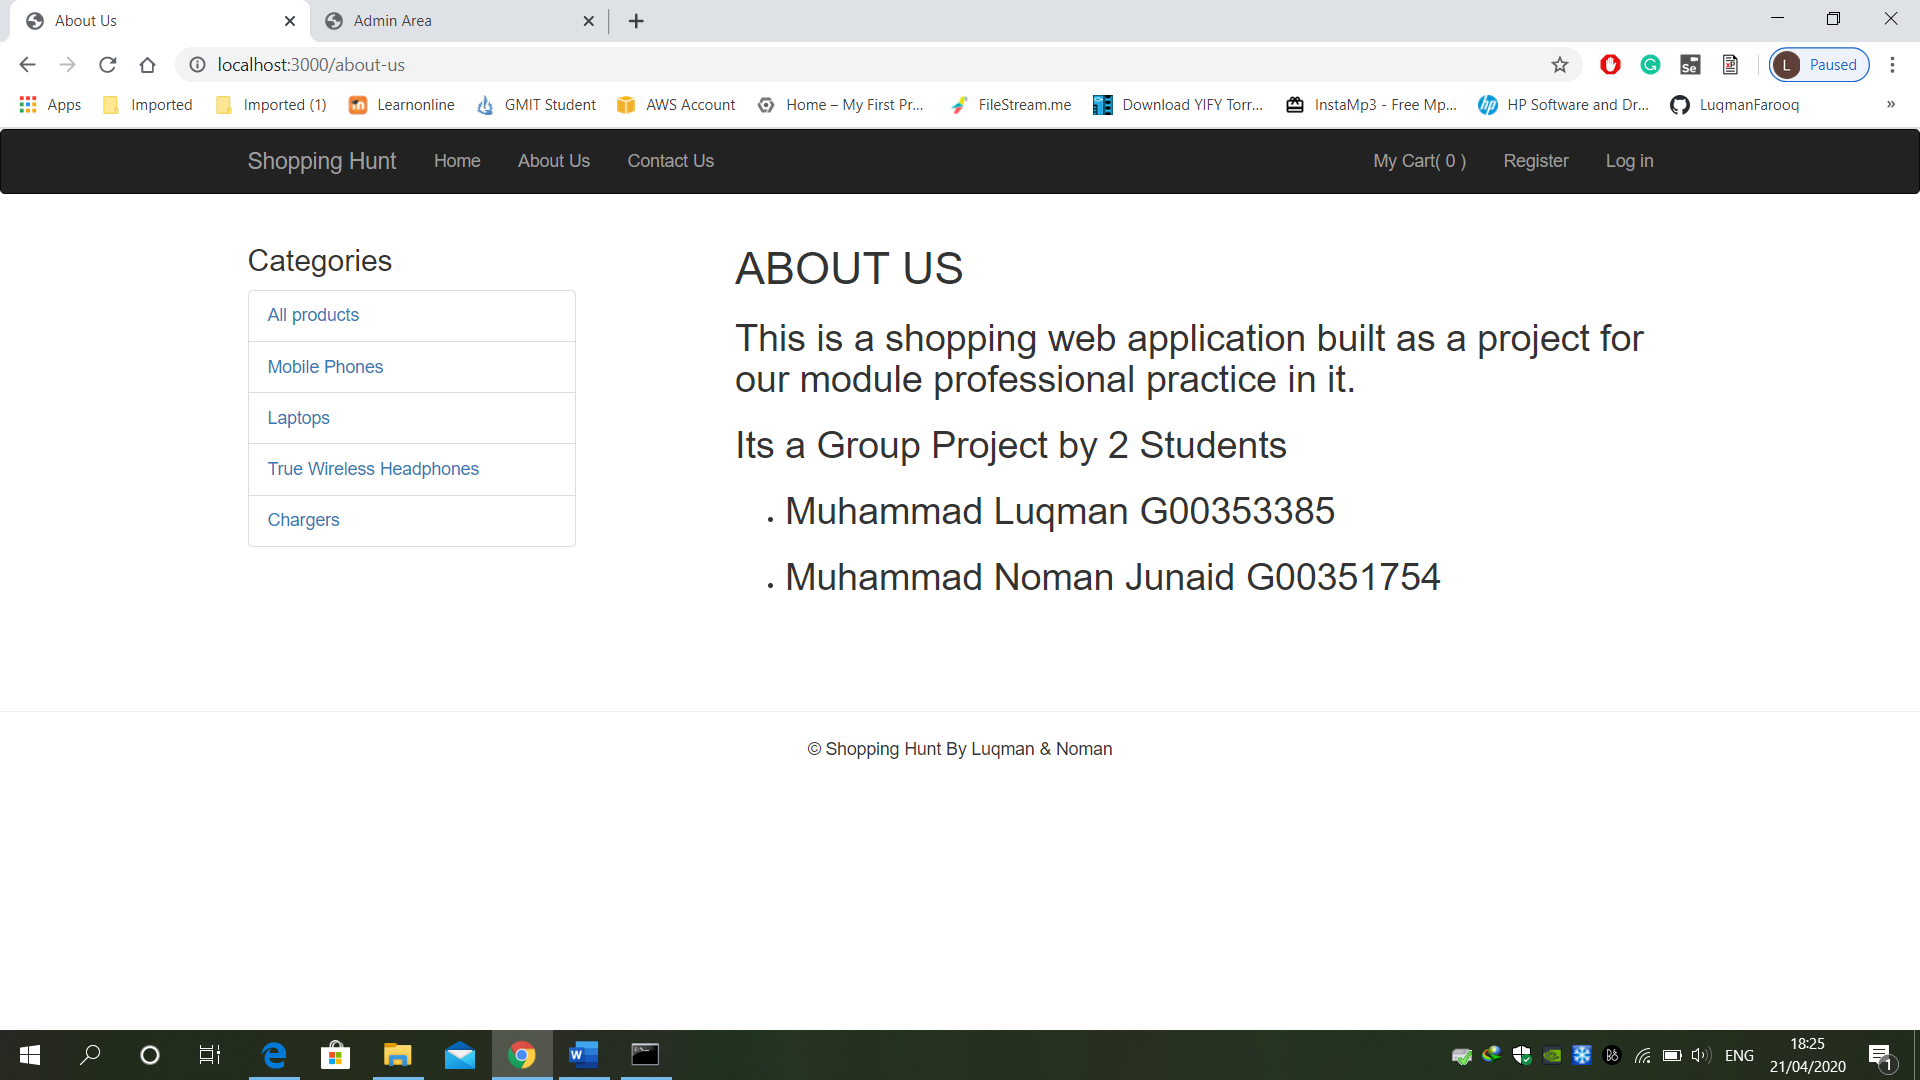 About Us
Admin Area
localhost:3000/about-us
L Paused
Apps Imported Imported (1) Learnonline GMIT Student AWS Account Home – My First Pr... FileStream.me Download YIFY Torr... InstaMp3 - Free Mp... HP Software and Dr... LuqmanFarooq »
Shopping Hunt Home About Us Contact Us My Cart( 0 ) Register Log in
Categories
All products
Mobile Phones
Laptops
True Wireless Headphones
Chargers
ABOUT US
This is a shopping web application built as a project for
our module professional practice in it.
Its a Group Project by 2 Students
Muhammad Luqman G00353385
Muhammad Noman Junaid G00351754
© Shopping Hunt By Luqman & Noman
ENG
18:25
21/04/2020
1